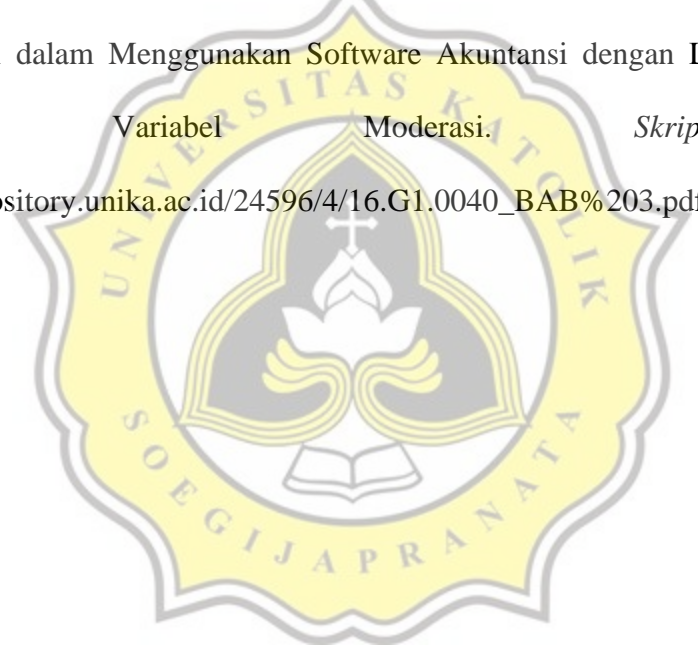 dalam Menggunakan Software Akuntansi dengan
Variabel Moderasi. Skrip
ository.unika.ac.id/24596/4/16.G1.0040_BAB%203.pdf
UNIVERSITAS KATOLIK
SOEGIJAPRANATA